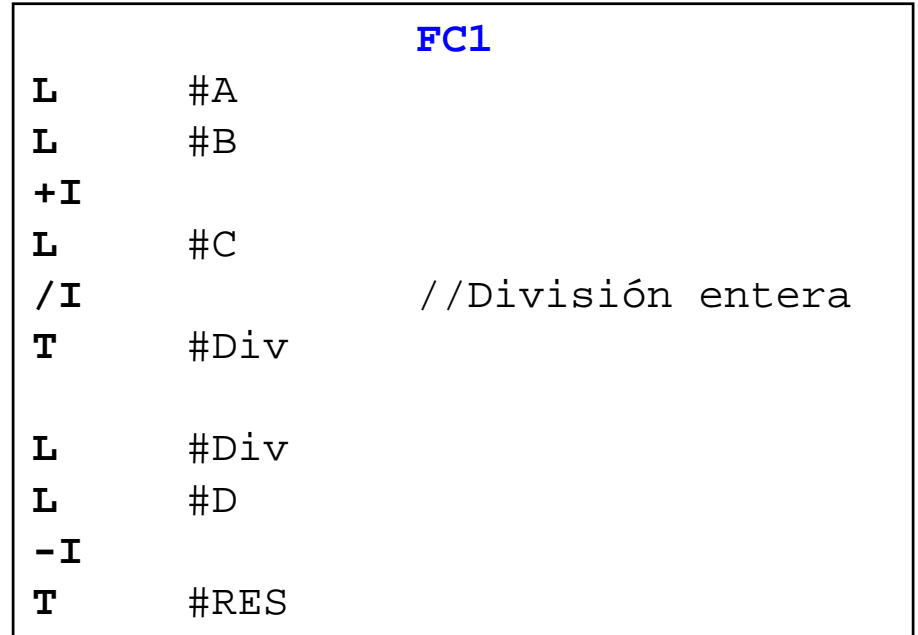 FC1
L #A
L #B
+I
L #C
/I //División entera
T #Div
L #Div
L #D
-I
T #RES